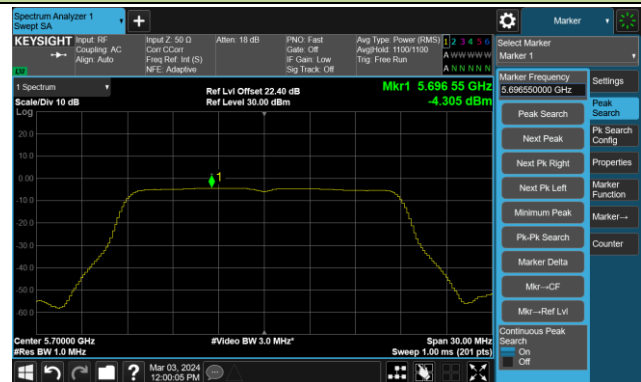 Spectrum Analyzer 1
Swept SA
+
Marker
KEYSIGHT
Input: RF
Coupling: AC
Align: Auto
Input Z: 50 Ω
Corr CCorr
Freq Ref: Int (S)
NFE: Adaptive
Atten: 18 dB
PNO: Fast
Gate: Off
IF Gain: Low
Sig Track: Off
Avg Type: Power (RMS)
Avg|Hold: 1100/1100
Trig: Free Run
1 2 3 4 5 6
A W W W W W
A N N N N N
Select Marker
Marker 1
1 Spectrum
Scale/Div 10 dB
Log
Ref Lvl Offset 22.40 dB
Ref Level 30.00 dBm
Mkr1 5.696 55 GHz
-4.305 dBm
20.0
10.0
0.00
-10.0
-20.0
-30.0
-40.0
-50.0
-60.0
1
Center 5.70000 GHz
#Res BW 1.0 MHz
#Video BW 3.0 MHz*
Span 30.00 MHz
Sweep 1.00 ms (201 pts)
Marker Frequency
5.696550000 GHz
Peak Search
Next Peak
Next Pk Right
Next Pk Left
Minimum Peak
Pk-Pk Search
Marker Delta
Mkr→CF
Mkr→Ref Lvl
Continuous Peak
Search
On
Off
Settings
Peak
Search
Pk Search
Config
Properties
Marker
Function
Marker→
Counter
?
Mar 03, 2024
12:00:05 PM